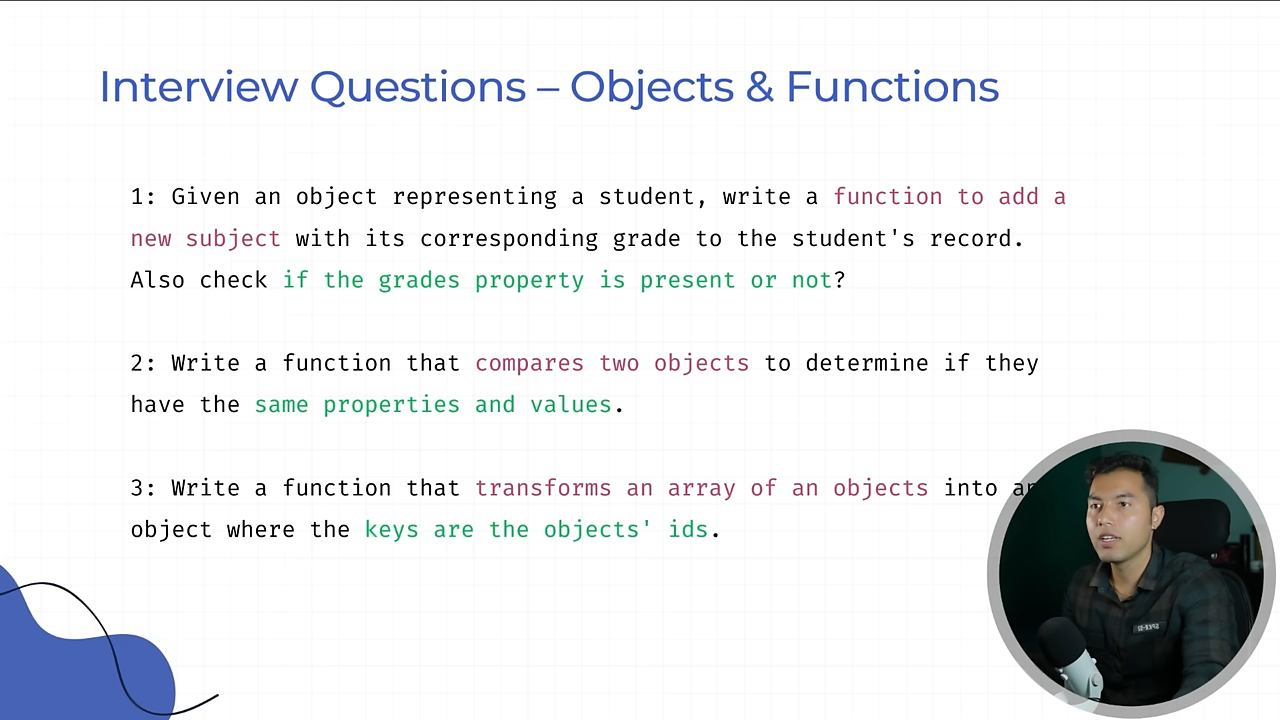 Interview Questions – Objects & Functions
1: Given an object representing a student, write a function to add a
new subject with its corresponding grade to the student's record.
Also check if the grades property is present or not?
2: Write a function that compares two objects to determine if they
have the same properties and values.
3: Write a function that transforms an array of an objects into an
object where the keys are the objects' ids.